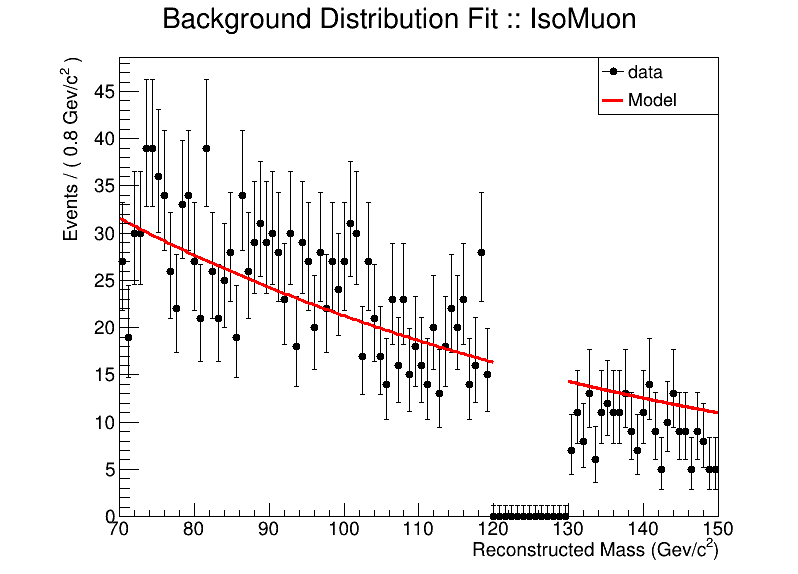 Background Distribution Fit :: IsoMuon
Events / ( 0.8 Gev/c² )
data
Model
45
40
35
30
25
20
15
10
5
0
70 80 90 100 110 120 130 140 150
Reconstructed Mass (Gev/c²)